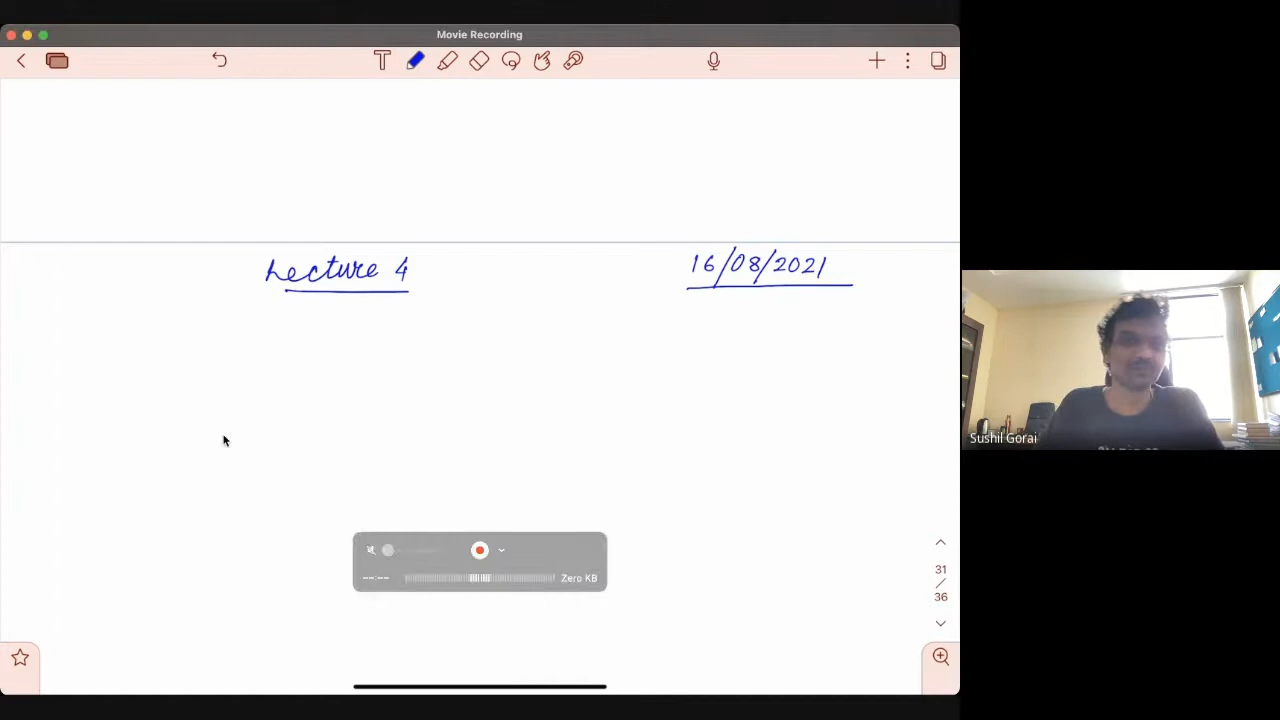 Movie Recording
Lecture 4
16/08/2021
Sushil Gorai
--:--
Zero KB
31
/
36